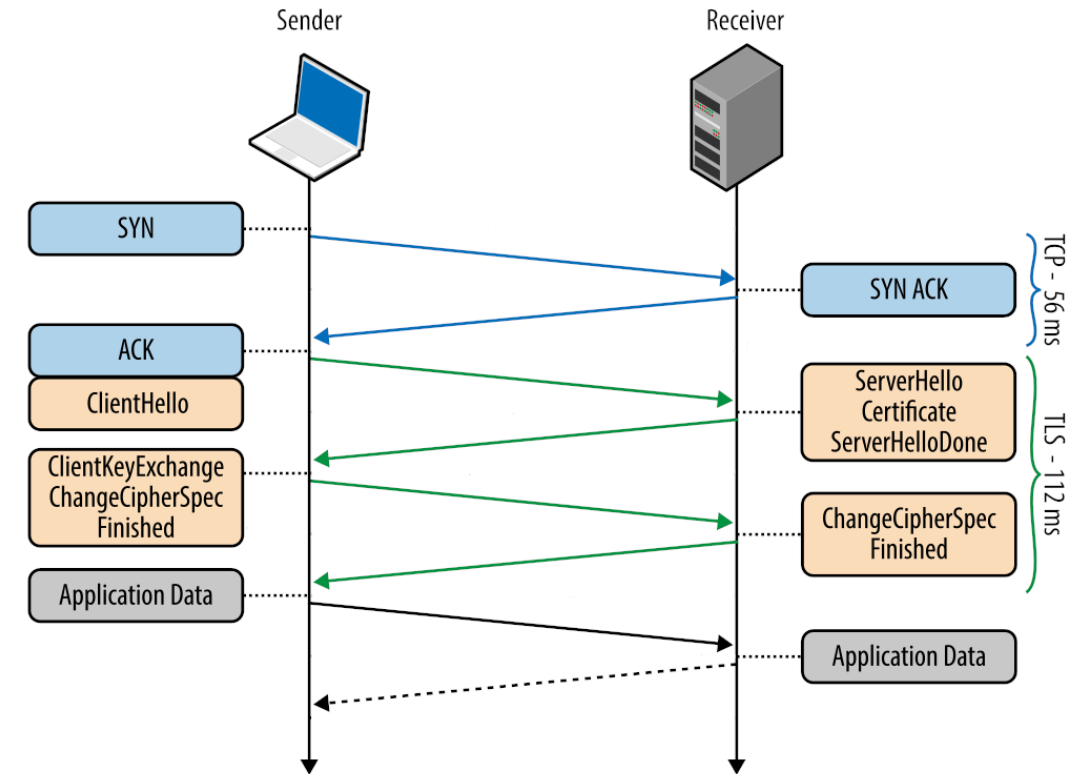 Sender
Receiver
SYN
SYN ACK
TCP - 56 ms
ACK
ClientHello
ServerHello
Certificate
ServerHelloDone
TLS - 112 ms
ClientKeyExchange
ChangeCipherSpec
Finished
ChangeCipherSpec
Finished
Application Data
Application Data